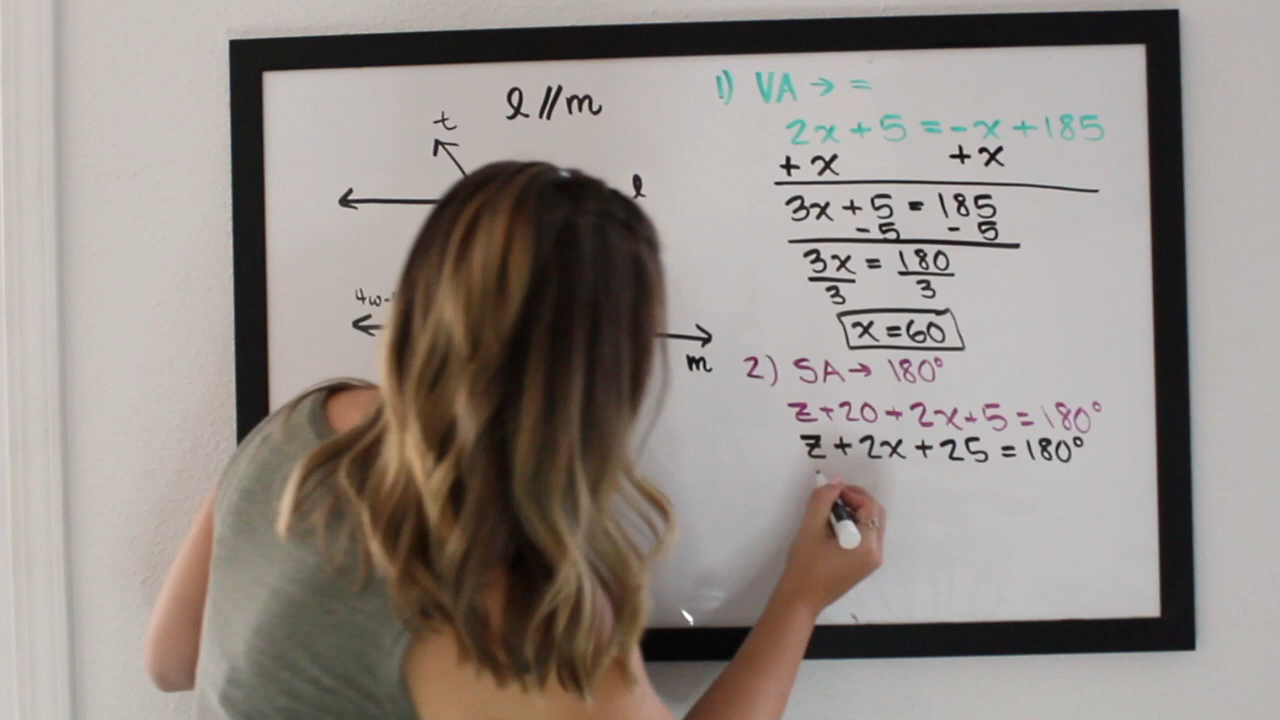 l // m
t
l
4w-
m
1) VA → =
2x + 5 = -x + 185
+ x + x
3x + 5 = 185
- 5 - 5
3x = 180
3 3
x = 60
2) SA → 180°
z + 20 + 2x + 5 = 180°
z + 2x + 25 = 180°